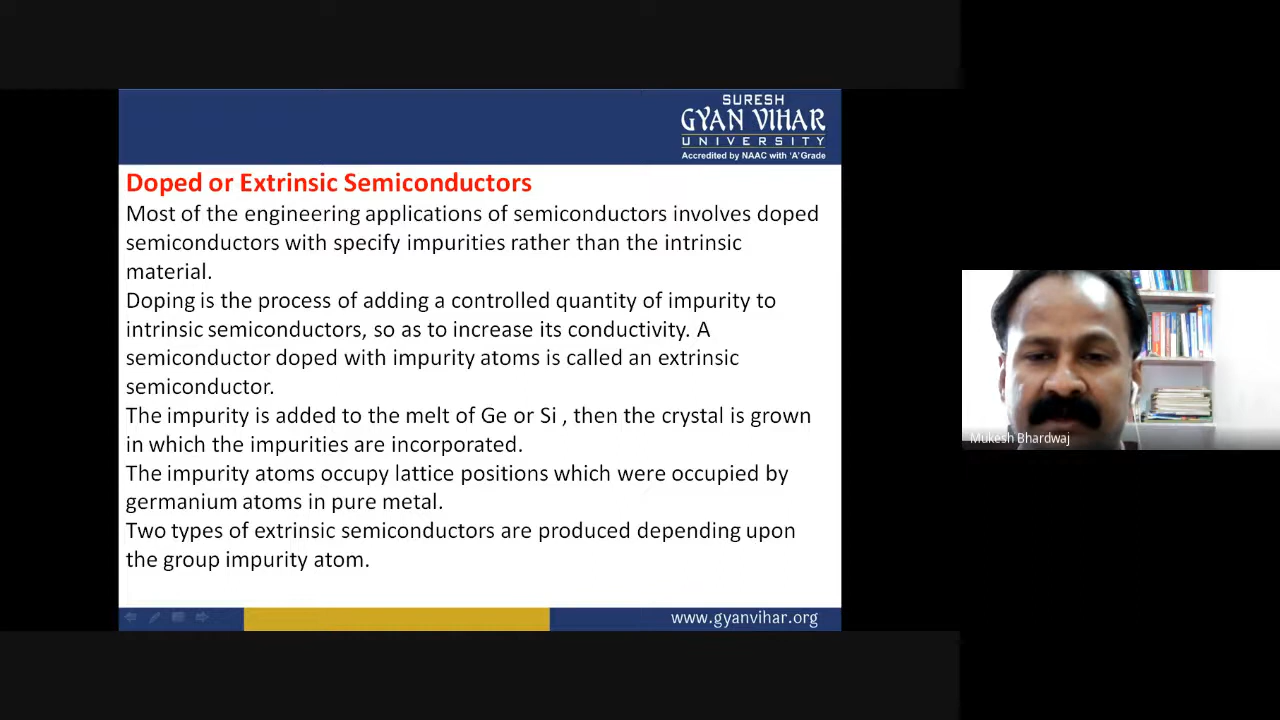 SURESH
GYAN VIHAR
UNIVERSITY
Accredited by NAAC with 'A' Grade
Doped or Extrinsic Semiconductors
Most of the engineering applications of semiconductors involves doped
semiconductors with specify impurities rather than the intrinsic
material.
Doping is the process of adding a controlled quantity of impurity to
intrinsic semiconductors, so as to increase its conductivity. A
semiconductor doped with impurity atoms is called an extrinsic
semiconductor.
The impurity is added to the melt of Ge or Si , then the crystal is grown
in which the impurities are incorporated.
The impurity atoms occupy lattice positions which were occupied by
germanium atoms in pure metal.
Two types of extrinsic semiconductors are produced depending upon
the group impurity atom.
www.gyanvihar.org
Mukesh Bhardwaj